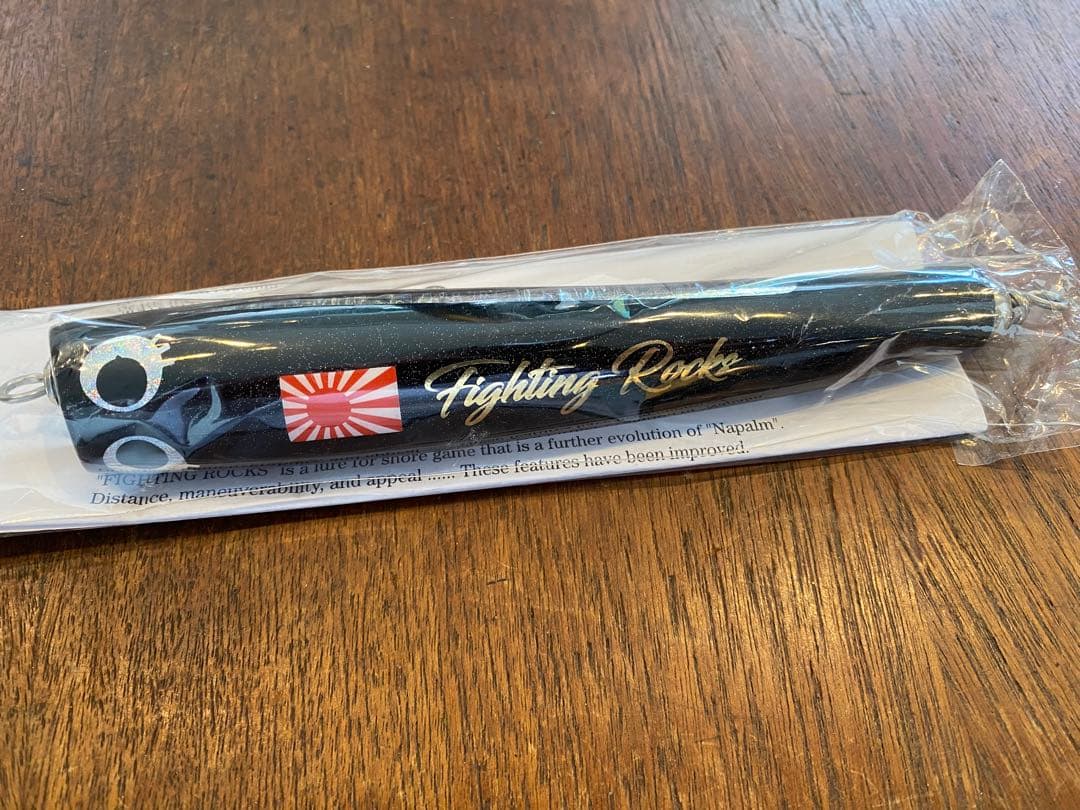 Fighting Rocks
"FIGHTING ROCKS" is a lure for shore game that is a further evolution of "Napalm".
Distance, maneuverability, and appeal ...... These features have been improved.